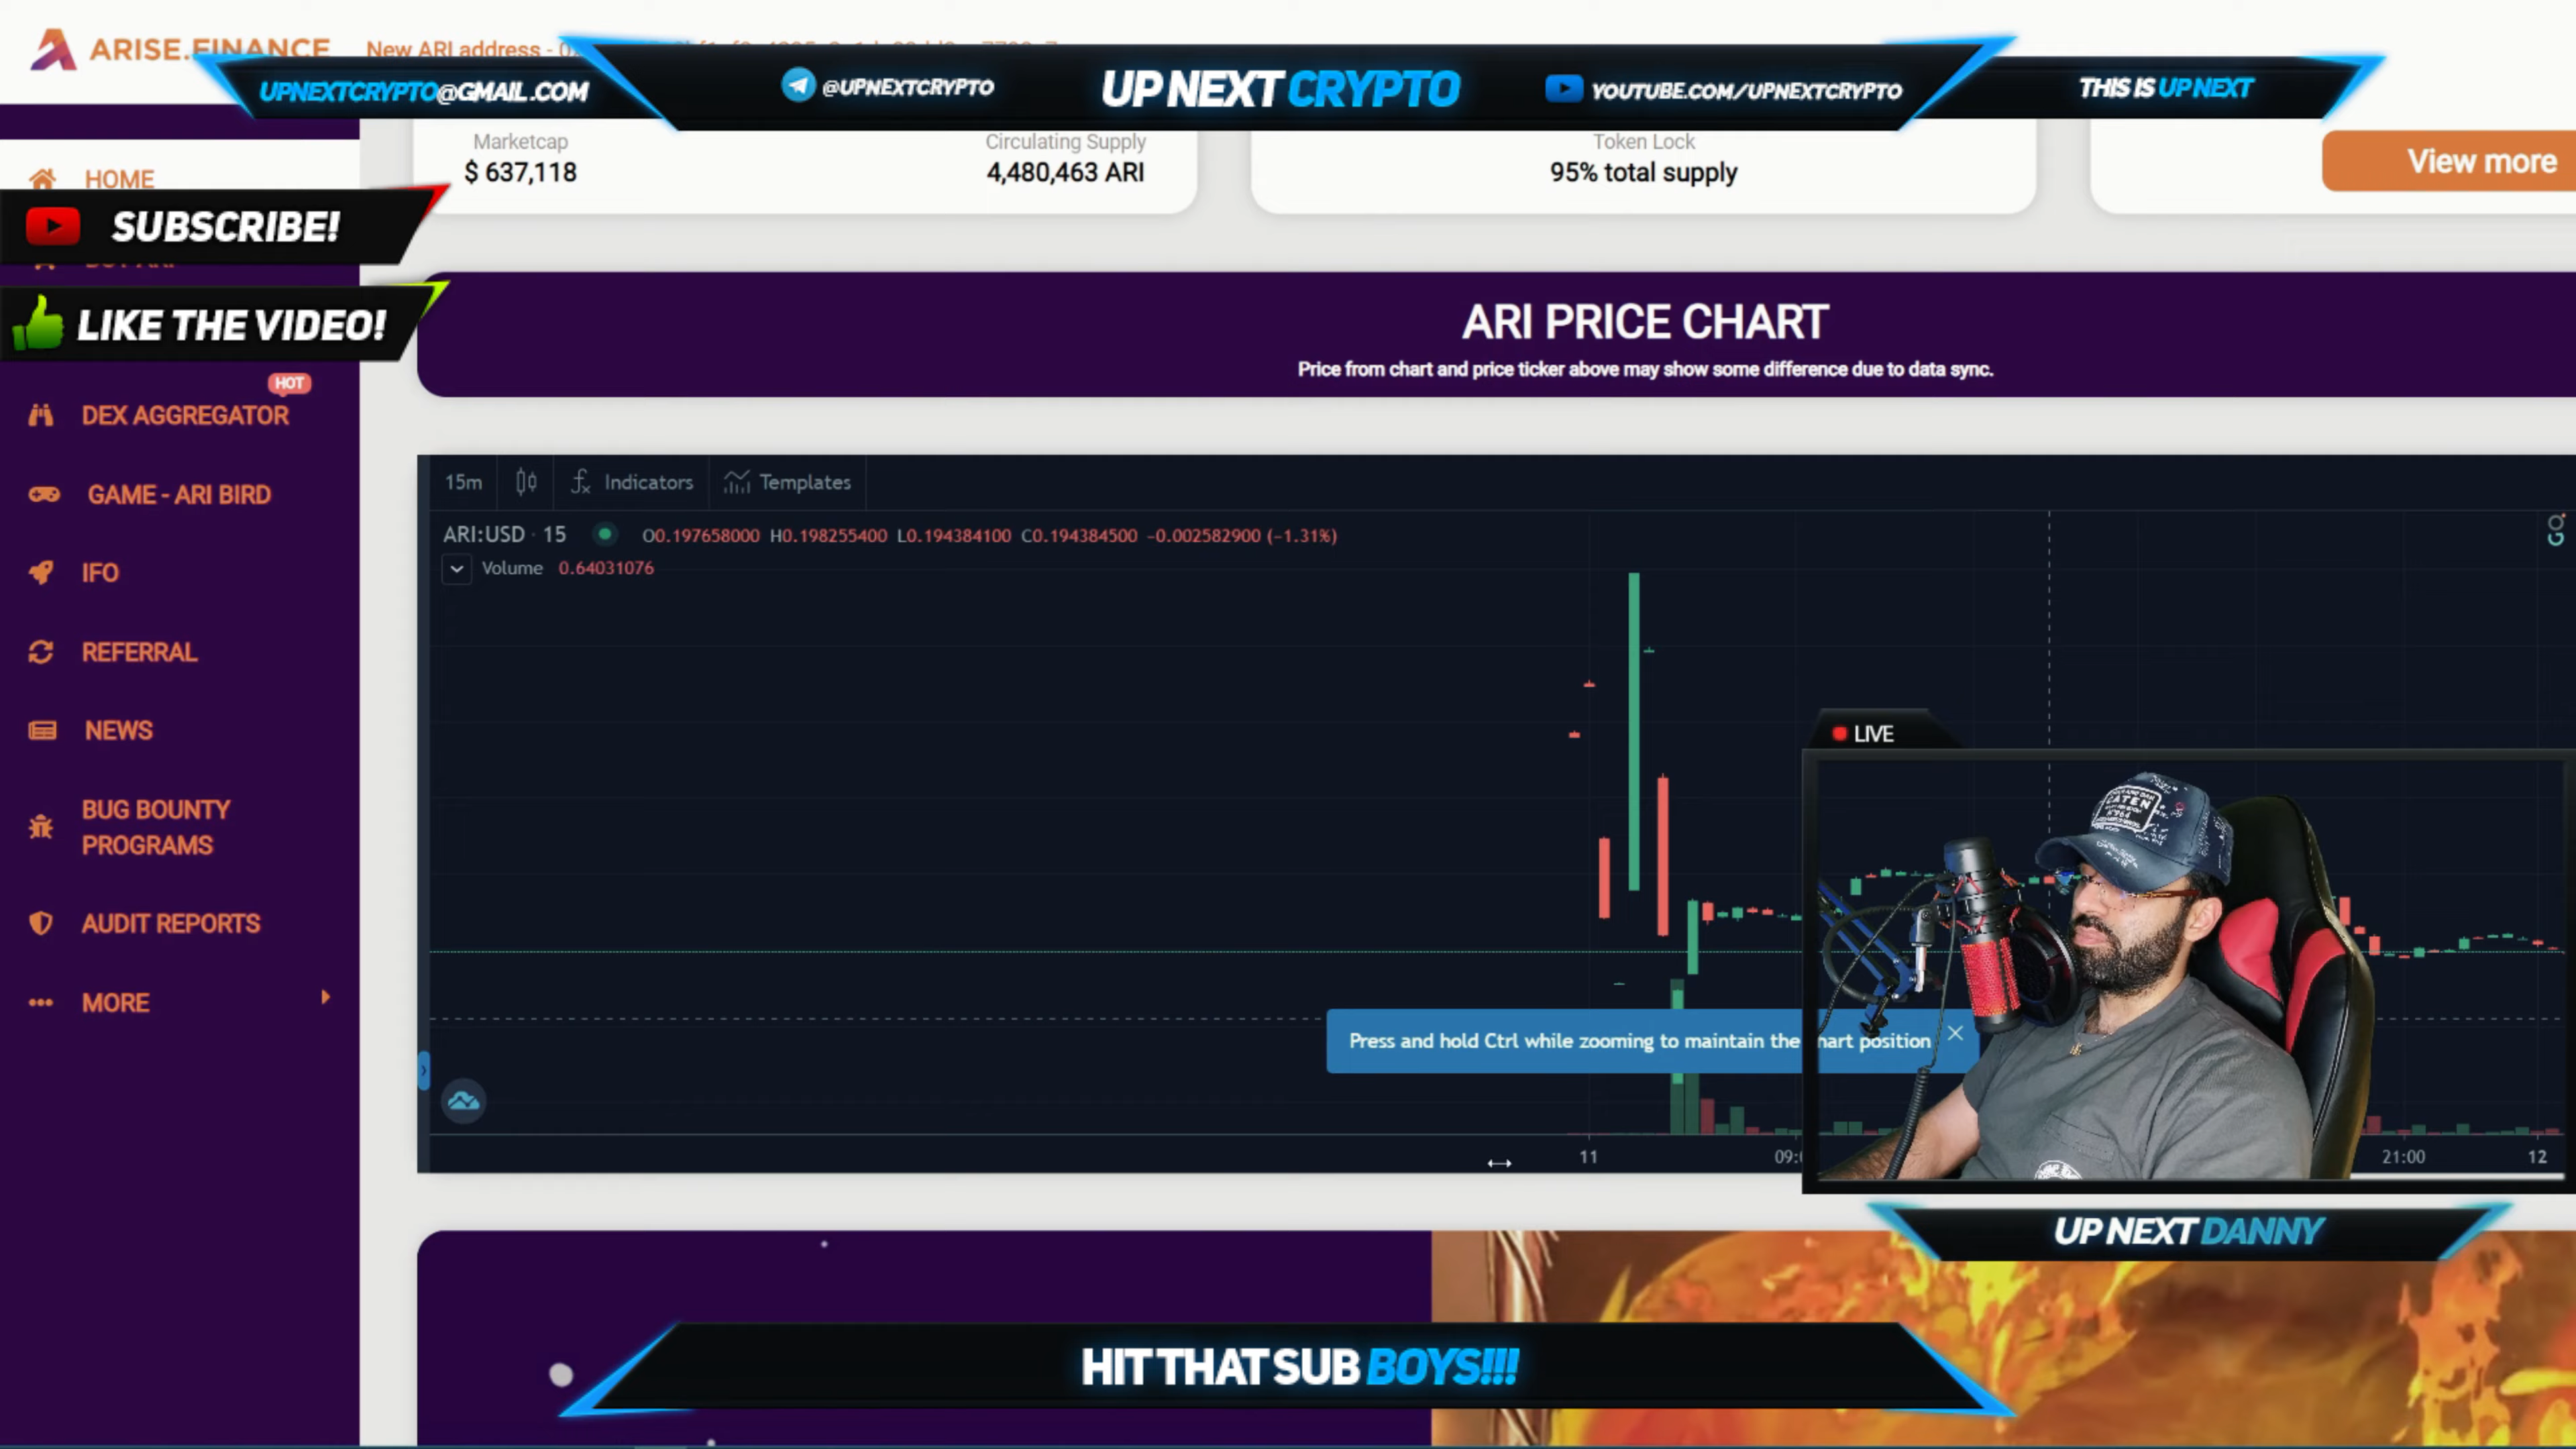 ARISE.FINANCE
New ARI address -
UPNEXTCRYPTO@GMAIL.COM
@UPNEXTCRYPTO
UP NEXT CRYPTO
YOUTUBE.COM/UPNEXTCRYPTO
THIS IS UP NEXT
Marketcap
$ 637,118
Circulating Supply
4,480,463 ARI
Token Lock
95% total supply
View more
HOME
SUBSCRIBE!
LIKE THE VIDEO!
HOT
DEX AGGREGATOR
GAME - ARI BIRD
IFO
REFERRAL
NEWS
BUG BOUNTY
PROGRAMS
AUDIT REPORTS
MORE
ARI PRICE CHART
Price from chart and price ticker above may show some difference due to data sync.
15m
Indicators
Templates
ARI:USD · 15
O0.197658000 H0.198255400 L0.194384100 C0.194384500 -0.002582900 (-1.31%)
Volume 0.64031076
LIVE
CATEN
Press and hold Ctrl while zooming to maintain the chart position
11
21:00
12
UP NEXT DANNY
HIT THAT SUB BOYS!!!